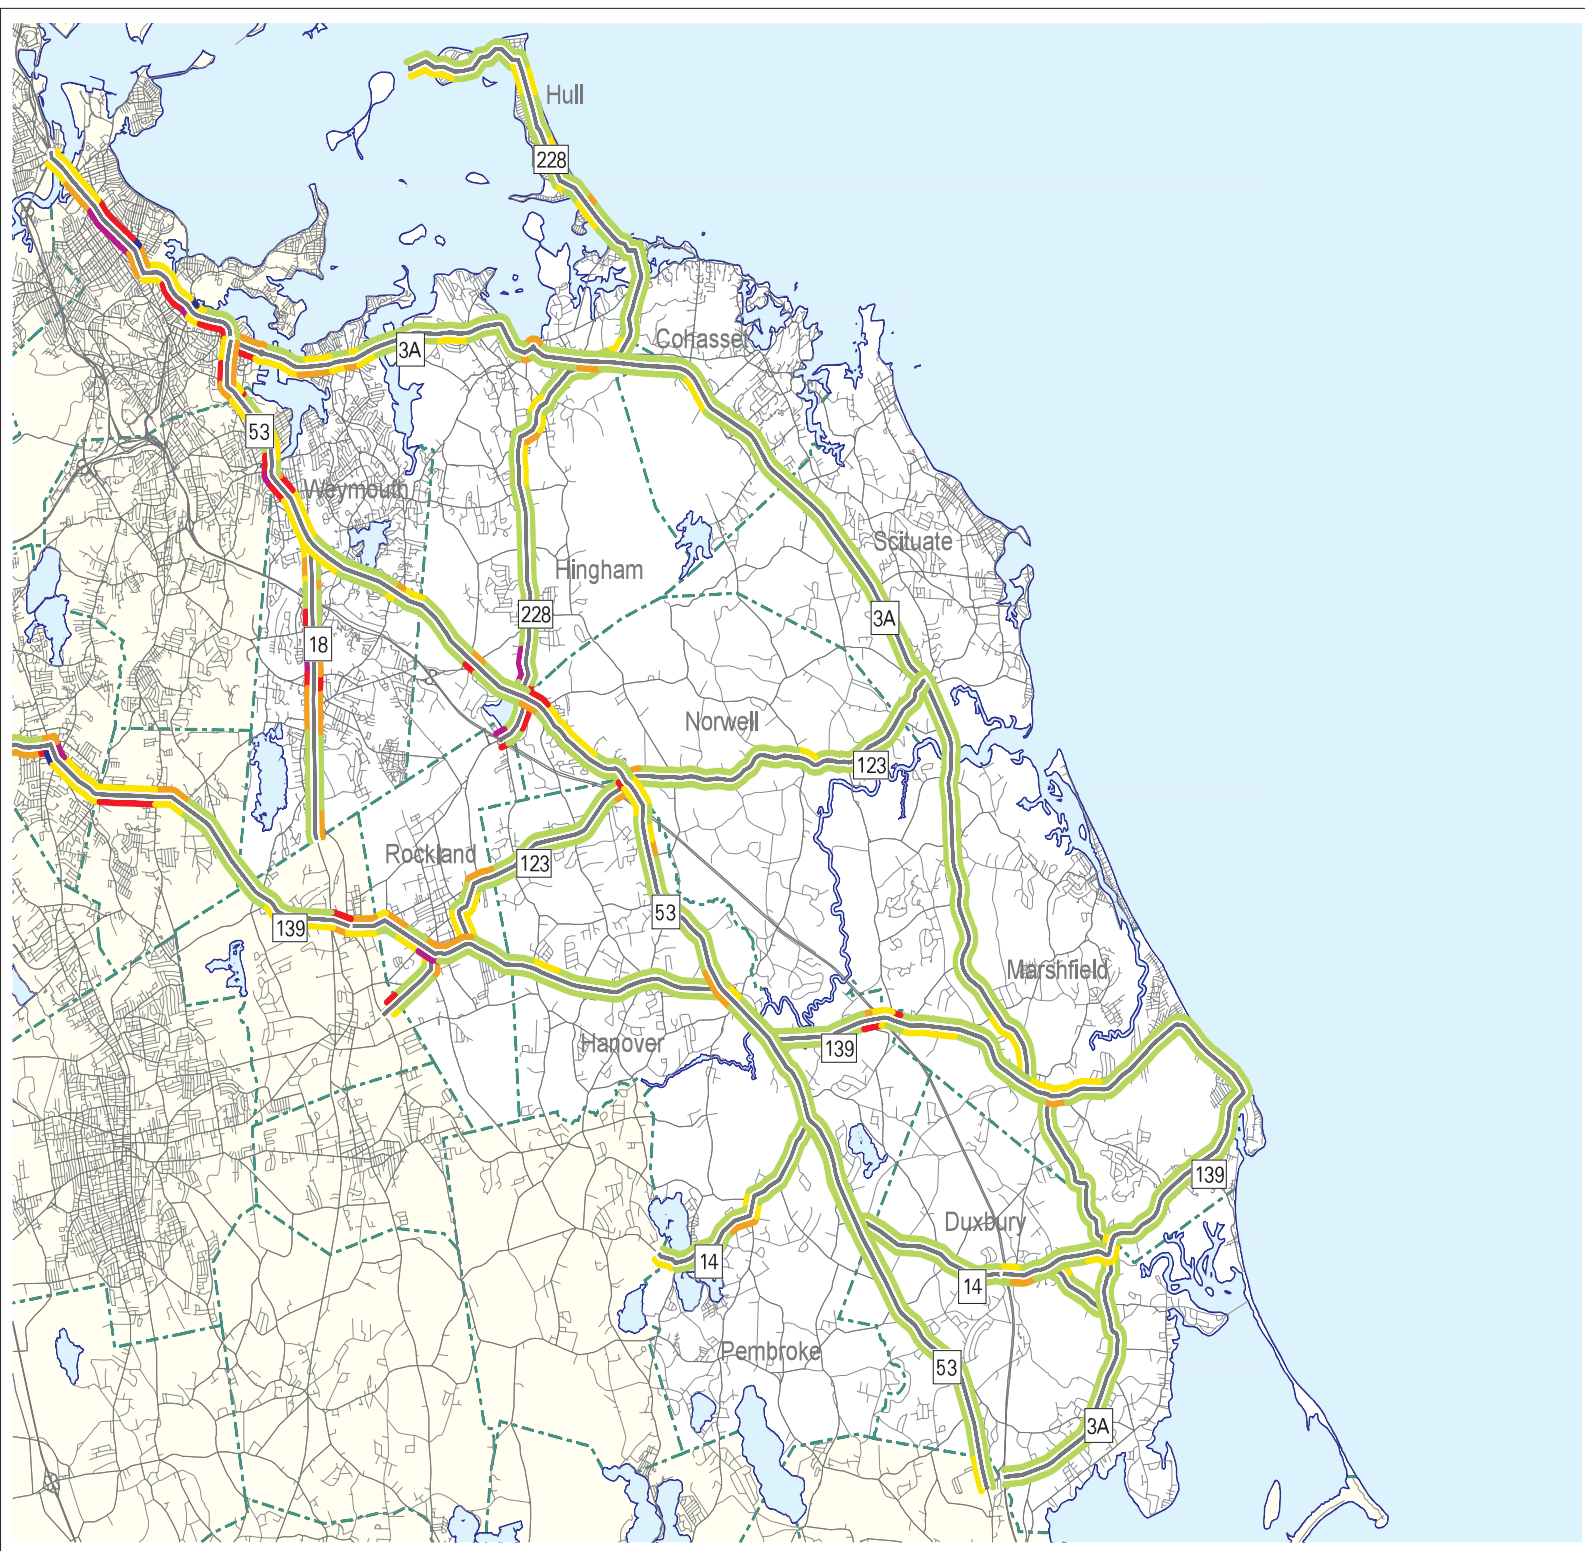 Hull
228
Cohasset
3A
53
Weymouth
Scituate
Hingham
228
3A
18
Norwell
123
Rockland
123
53
139
Marshfield
Hanover
139
139
Duxbury
14
14
Pembroke
53
3A